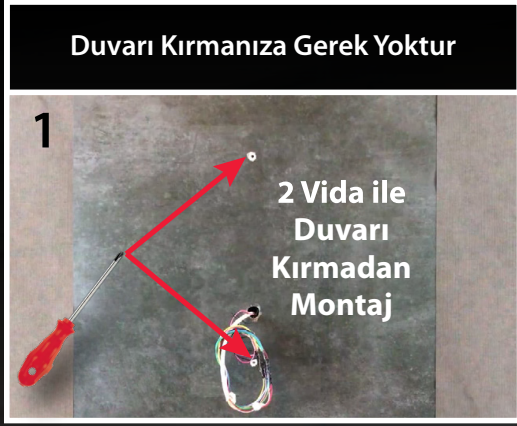 Duvarı Kırmanıza Gerek Yoktur
1
2 Vida ile
Duvarı
Kırmadan
Montaj